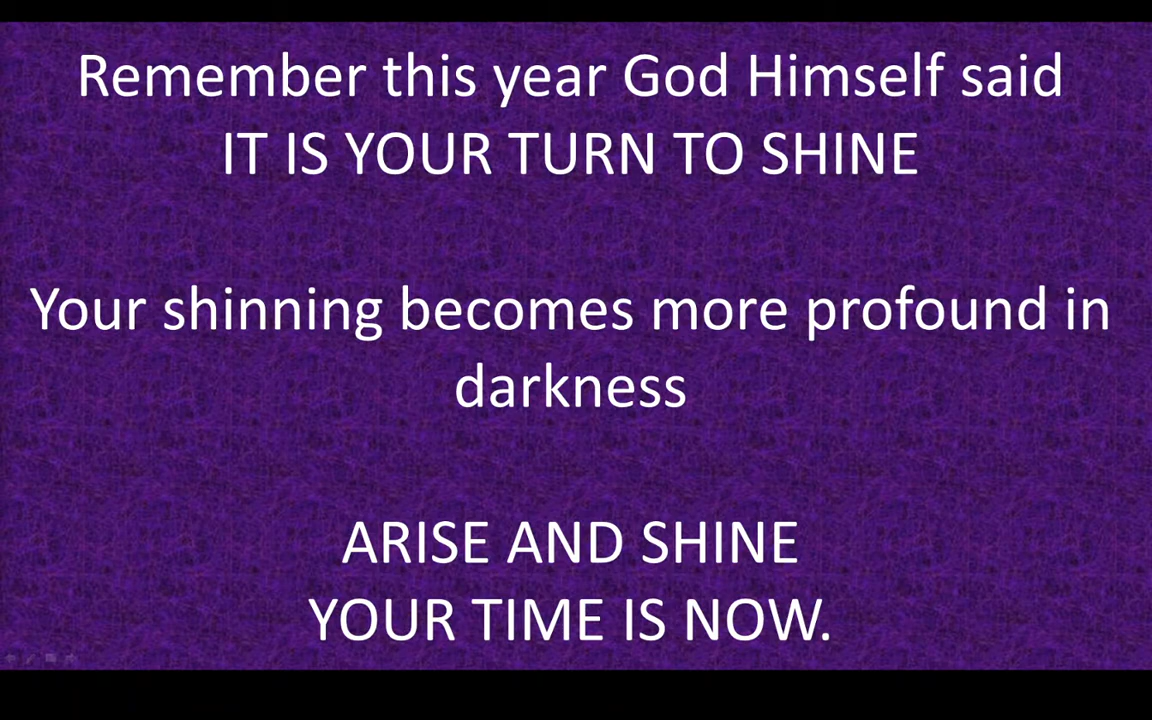 Remember this year God Himself said
IT IS YOUR TURN TO SHINE
Your shinning becomes more profound in
darkness
ARISE AND SHINE
YOUR TIME IS NOW.